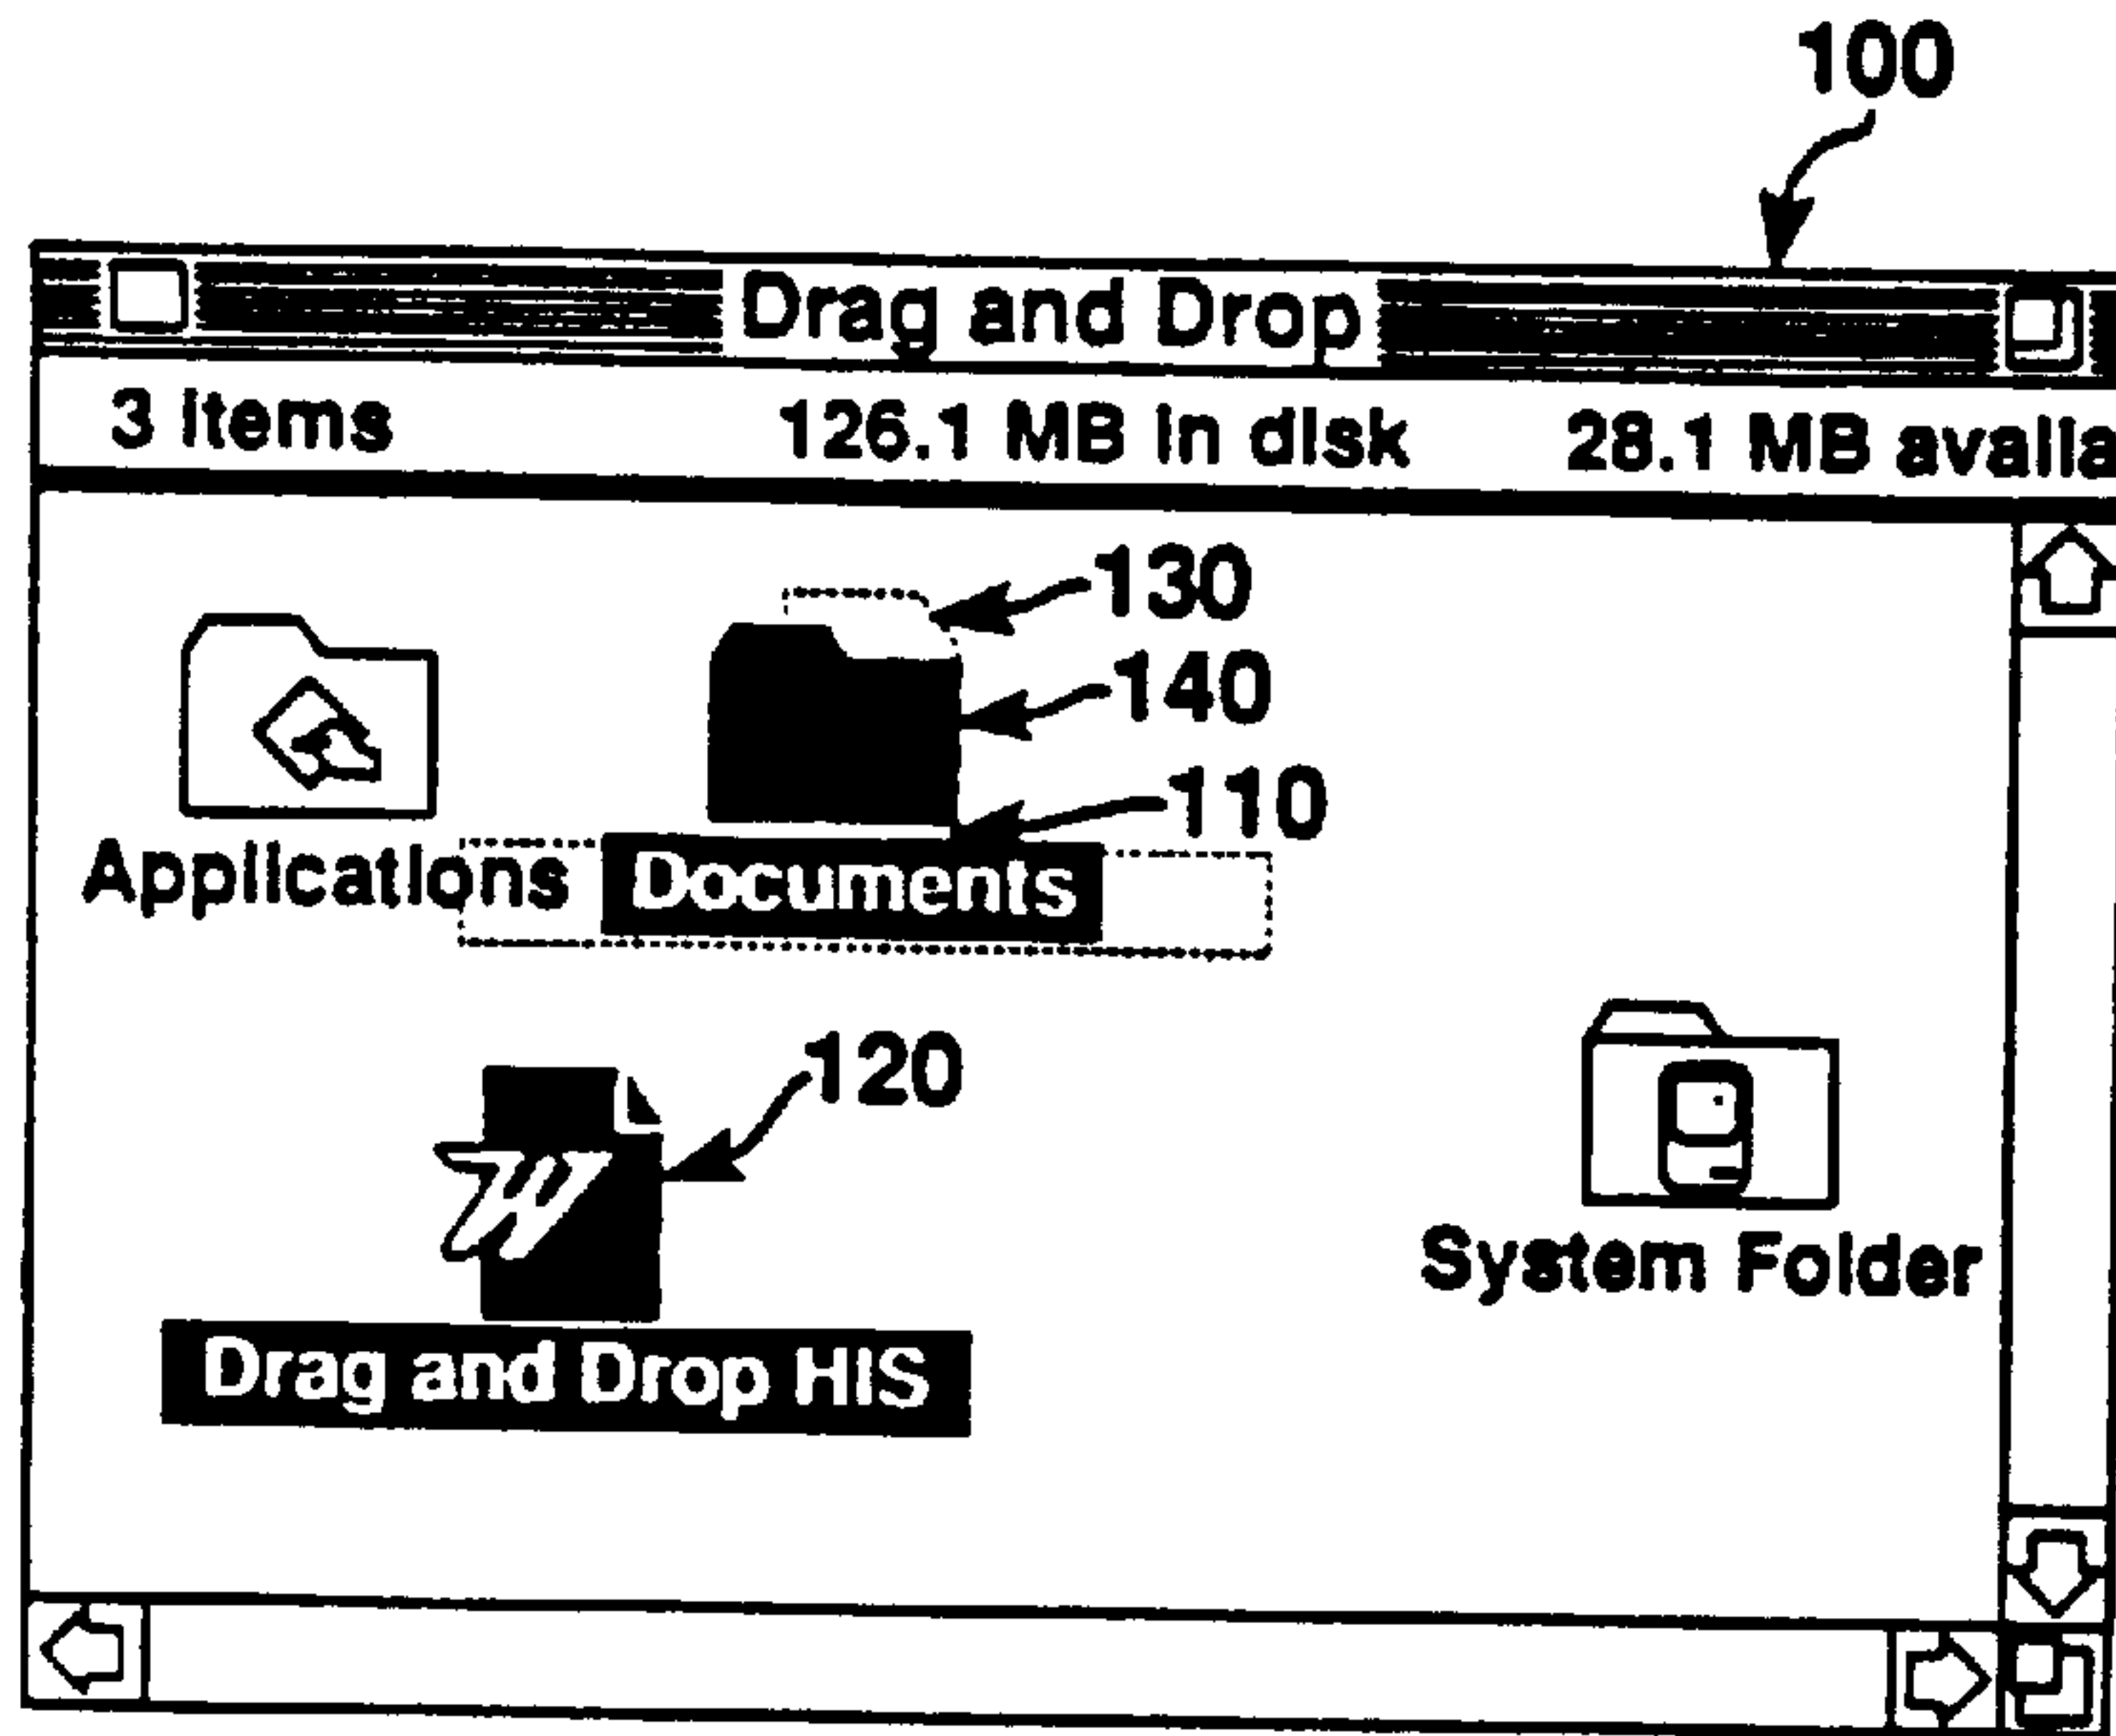 100
Drag and Drop
3 items 126.1 MB in disk 28.1 MB availa
130
140
110
Applications Documents
120
System Folder
Drag and Drop HIS